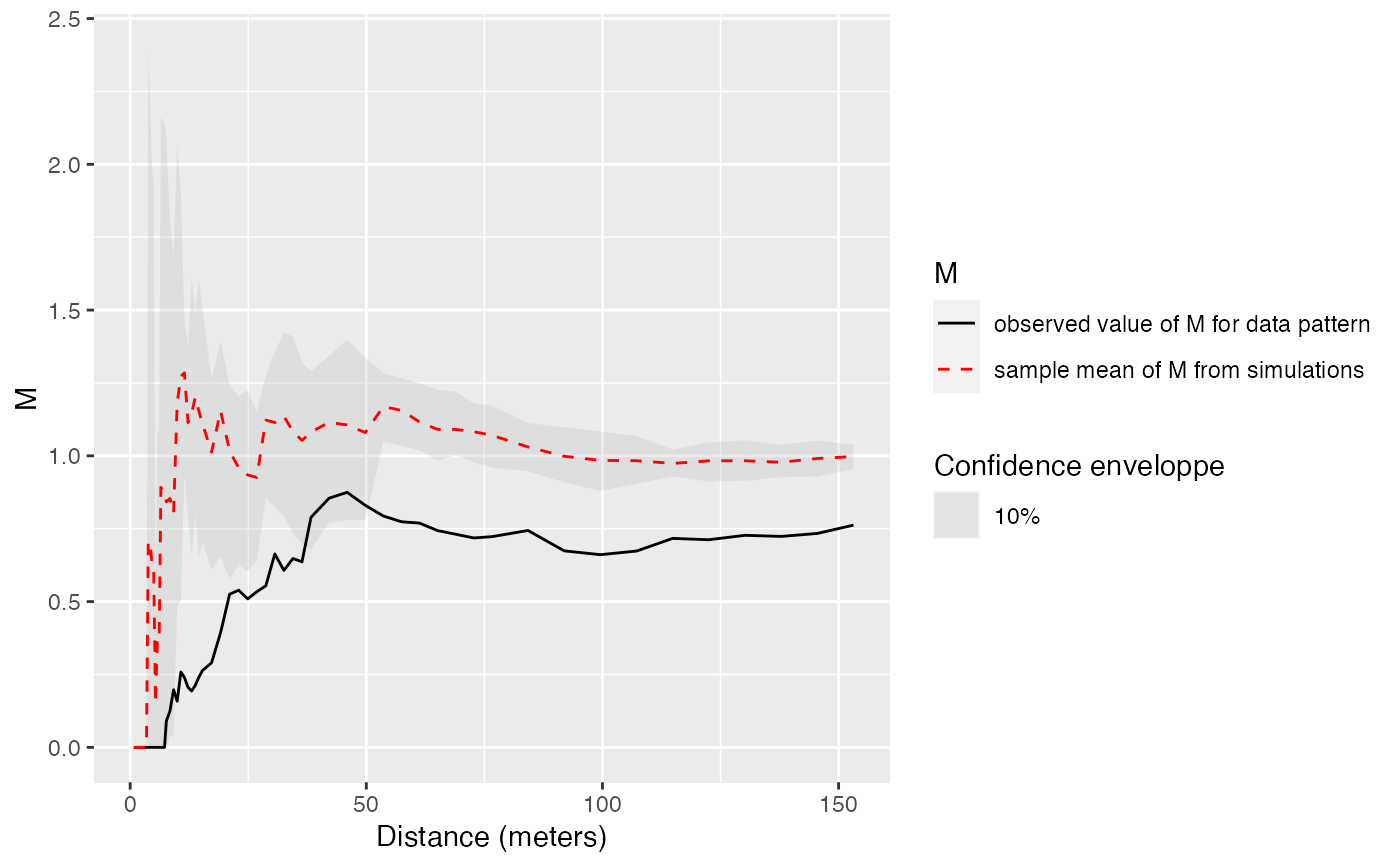 2.5
2.0
1.5
1.0
0.5
0.0
M
0 50 100 150
Distance (meters)
M
observed value of M for data pattern
sample mean of M from simulations
Confidence enveloppe
10%